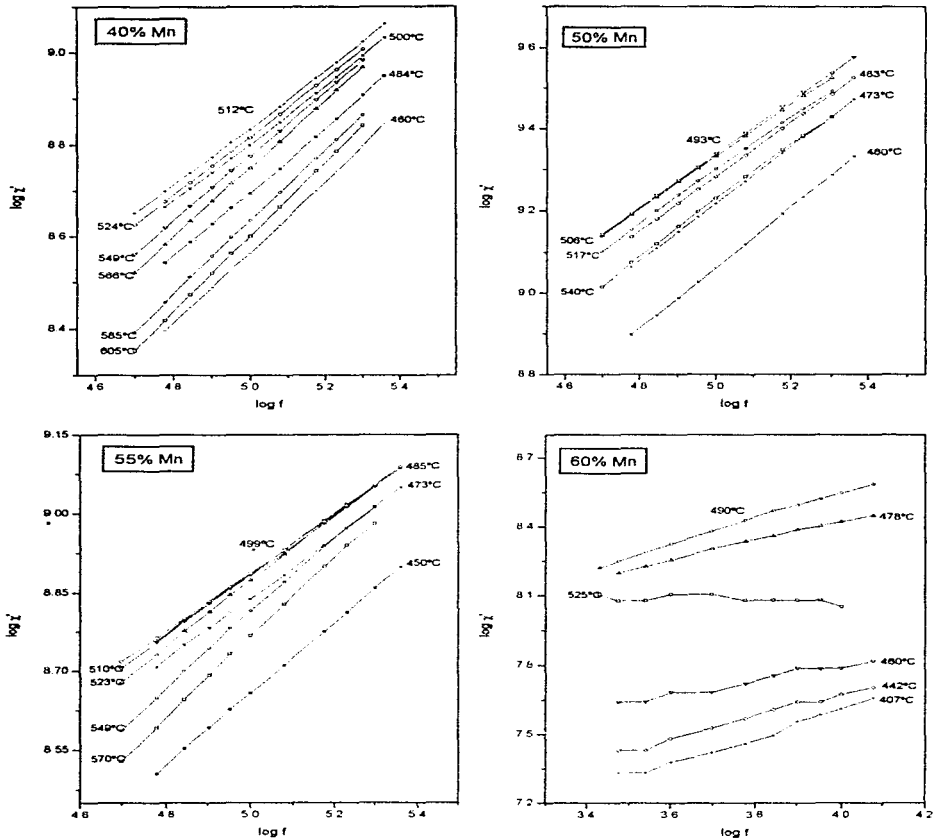 40% Mn
9.0
8.8
8.6
8.4
log χ'
500°C
484°C
460°C
512°C
524°C
549°C
566°C
585°C
605°C
4.6
4.8
5.0
5.2
5.4
log f
50% Mn
9.6
9.4
9.2
9.0
8.8
log χ'
483°C
473°C
460°C
493°C
506°C
517°C
540°C
4.6
4.8
5.0
5.2
5.4
log f
55% Mn
9.15
9.00
8.85
8.70
8.55
log χ'
485°C
473°C
450°C
499°C
510°C
523°C
549°C
570°C
4.6
4.8
5.0
5.2
5.4
log f
60% Mn
8.7
8.4
8.1
7.8
7.5
7.2
log χ'
490°C
478°C
525°C
460°C
442°C
407°C
3.4
3.6
3.8
4.0
4.2
log f